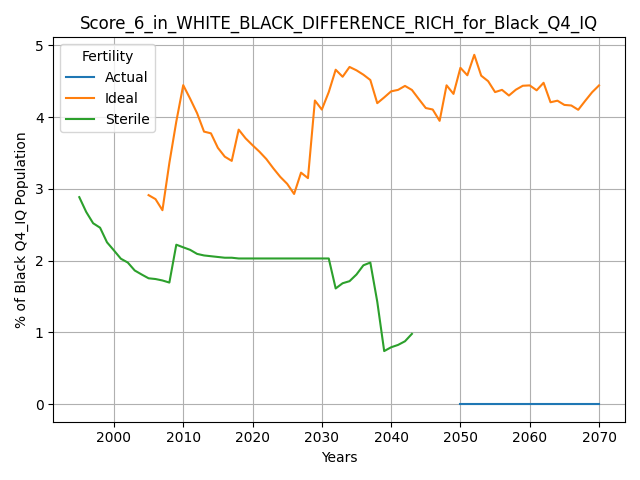 Score_6_in_WHITE_BLACK_DIFFERENCE_RICH_for_Black_Q4_IQ
Fertility
Actual
Ideal
Sterile
% of Black Q4_IQ Population
5
4
3
2
1
0
2000 2010 2020 2030 2040 2050 2060 2070
Years